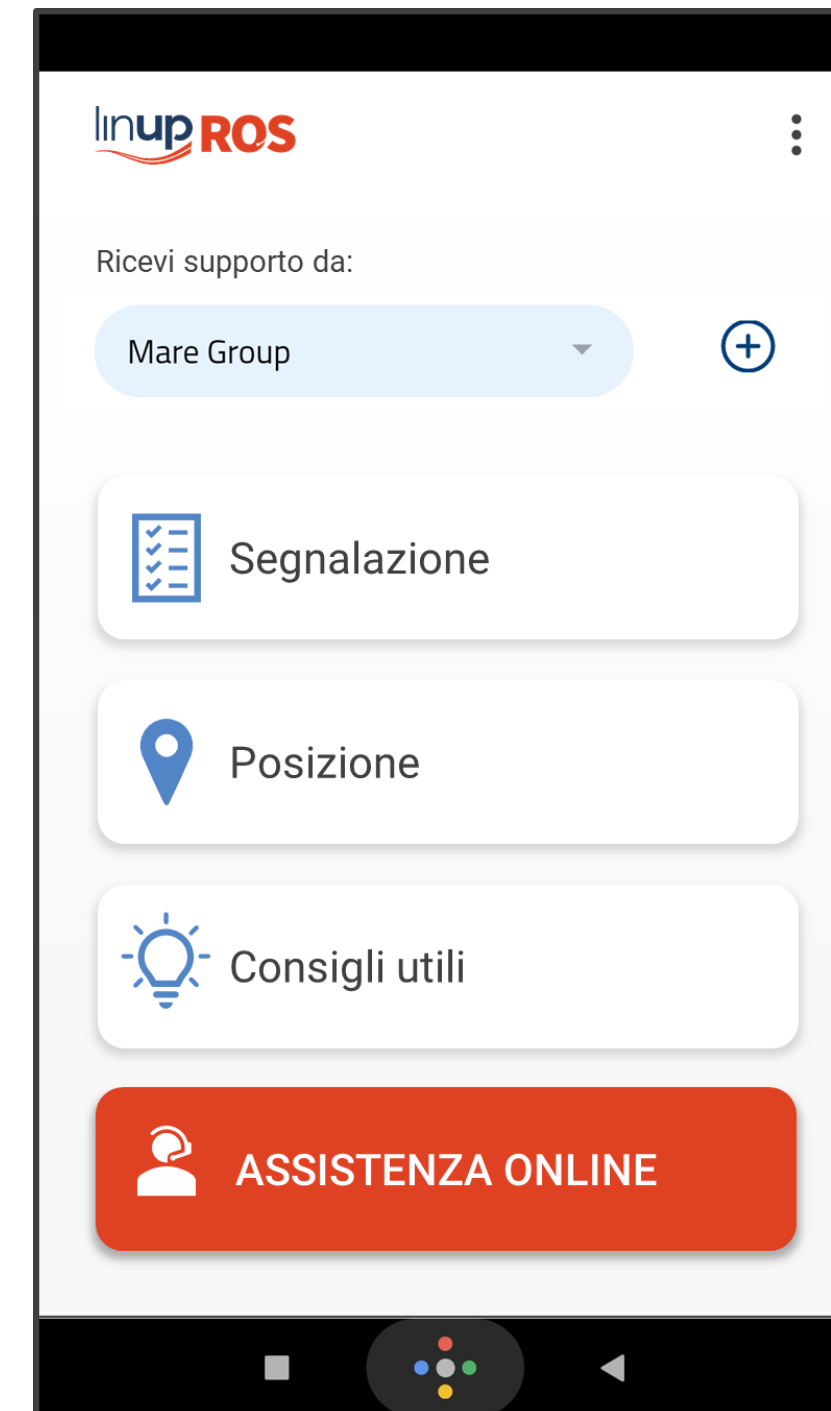 linup ROS
Ricevi supporto da:
Mare Group
Segnalazione
Posizione
Consigli utili
ASSISTENZA ONLINE